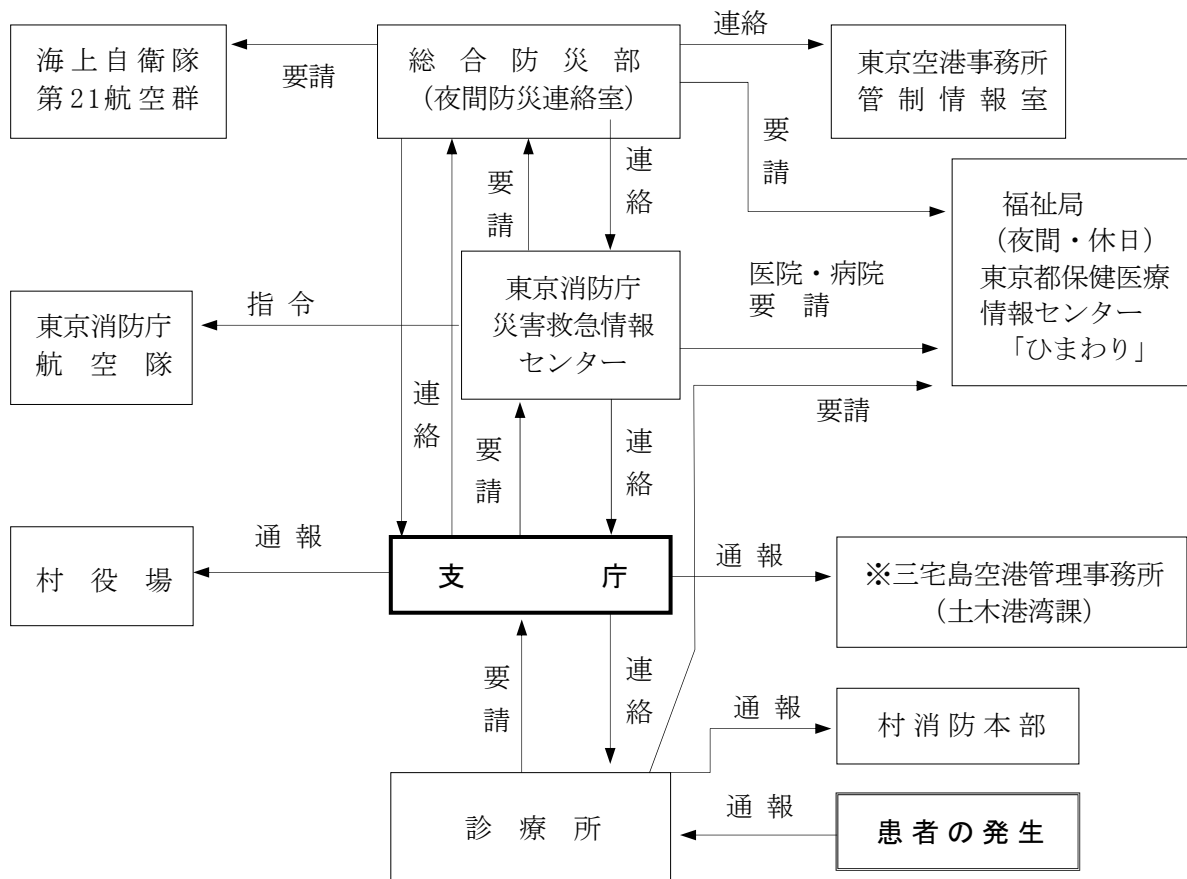 連絡
海上自衛隊
第21航空群
要請
総合防災部
(夜間防災連絡室)
東京空港事務所
管制情報室
要請
連絡
要請
福祉局
(夜間・休日)
東京都保健医療
情報センター
「ひまわり」
医院・病院
要請
東京消防庁
災害救急情報
センター
指令
東京消防庁
航空隊
要請
連絡
要請
連絡
通報
村役場
支庁
通報
※三宅島空港管理事務所
(土木港湾課)
要請
連絡
通報
村消防本部
診療所
通報
患者の発生